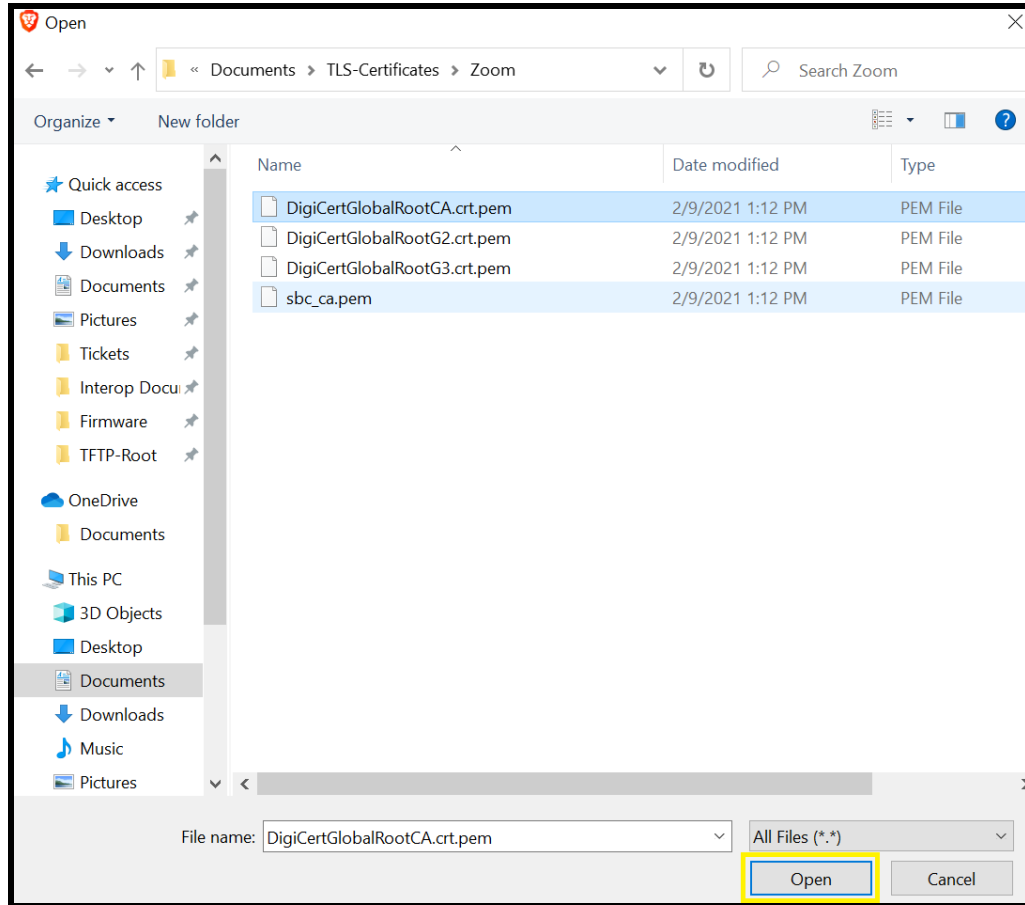 Open
« Documents > TLS-Certificates > Zoom
Search Zoom
Organize
New folder
Name
Date modified
Type
DigiCertGlobalRootCA.crt.pem 2/9/2021 1:12 PM PEM File
DigiCertGlobalRootG2.crt.pem 2/9/2021 1:12 PM PEM File
DigiCertGlobalRootG3.crt.pem 2/9/2021 1:12 PM PEM File
sbc_ca.pem 2/9/2021 1:12 PM PEM File
Quick access
Desktop
Downloads
Documents
Pictures
Tickets
Interop Docu
Firmware
TFTP-Root
OneDrive
Documents
This PC
3D Objects
Desktop
Documents
Downloads
Music
Pictures
File name: DigiCertGlobalRootCA.crt.pem
All Files (*.*)
Open
Cancel